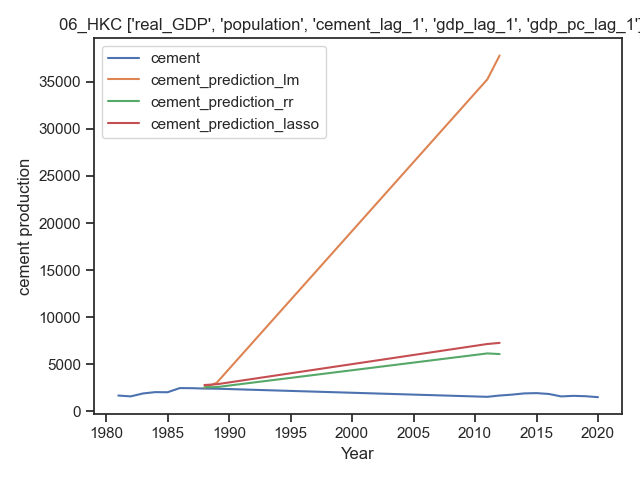 06_HKC ['real_GDP', 'population', 'cement_lag_1', 'gdp_lag_1', 'gdp_pc_lag_1']
cement
cement_prediction_lm
cement_prediction_rr
cement_prediction_lasso
35000
30000
25000
20000
15000
10000
5000
0
cement production
1980 1985 1990 1995 2000 2005 2010 2015 2020
Year